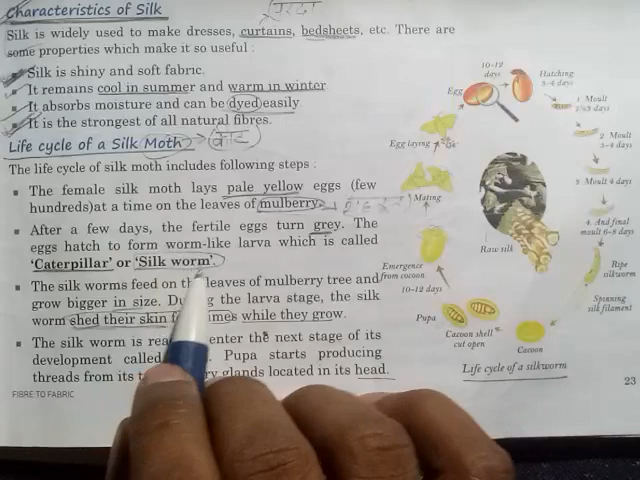 Characteristics of Silk
Silk is widely used to make dresses, curtains, bedsheets, etc. There are
some properties which make it so useful :
Silk is shiny and soft fabric.
It remains cool in summer and warm in winter
It absorbs moisture and can be dyed easily
It is the strongest of all natural fibres.
Life cycle of a Silk Moth
The life cycle of silk moth includes following steps :
The female silk moth lays pale yellow eggs (few
hundreds)at a time on the leaves of mulberry
After a few days, the fertile eggs turn grey. The
eggs hatch to form worm-like larva which is called
'Caterpillar' or 'Silk worm'.
The silk worms feed on the leaves of mulberry tree and
grow bigger in size. During the larva stage, the silk
worm shed their skin while they grow.
The silk worm is enter the next stage of its
development called Pupa starts producing
threads from its glands located in its head.
FIBRE TO FABRIC
10-12
days
Egg
Hatching
3-4 days
1 Moult
2 Moult
3-4 days
3 Moult 4 days
4. And final
moult 6-8 days
Ripe
silkworm
Spinning
silk filament
Cocoon
Cocoon shell
cut open
Pupa
10-12 days
Emergence
from cocoon
Mating
Egg laying
Raw silk
Life cycle of a silkworm
23